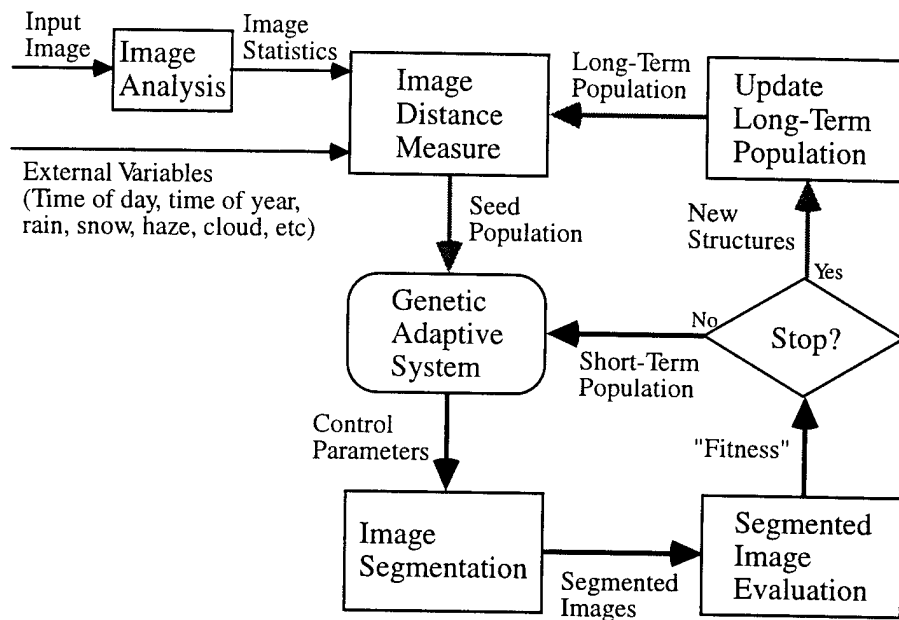 Input
Image
Image
Analysis
Image
Statistics
Image
Distance
Measure
Long-Term
Population
Update
Long-Term
Population
External Variables
(Time of day, time of year,
rain, snow, haze, cloud, etc)
Seed
Population
New
Structures
Yes
Genetic
Adaptive
System
No
Short-Term
Population
Stop?
Control
Parameters
"Fitness"
Image
Segmentation
Segmented
Images
Segmented
Image
Evaluation